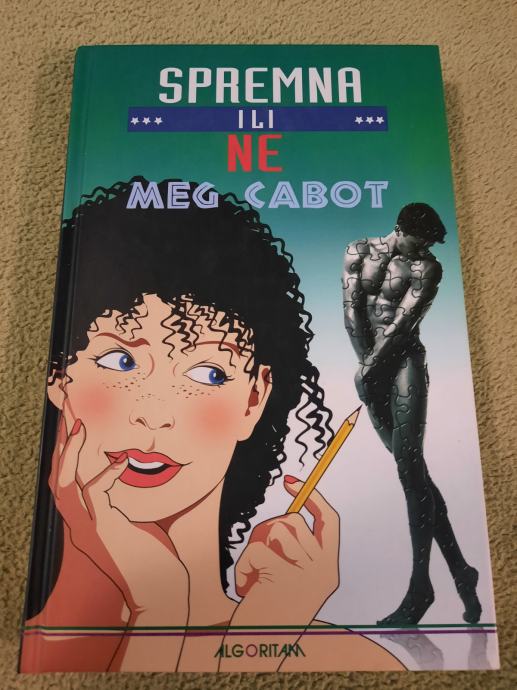 SPREMNA
ILI
NE
MEG CABOT
ALGORITAM